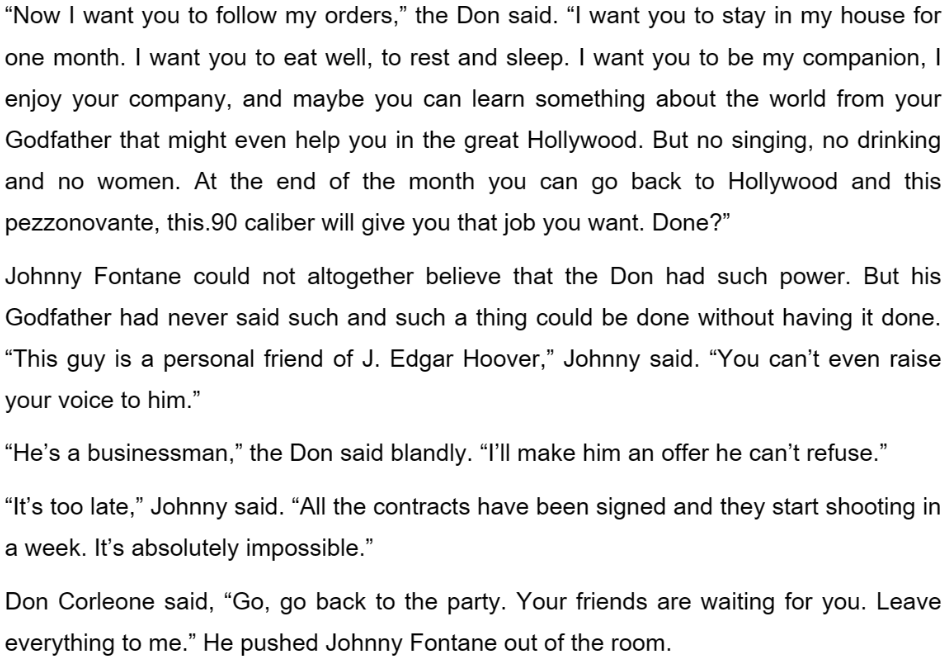 “Now I want you to follow my orders,” the Don said. “I want you to stay in my house for
one month. I want you to eat well, to rest and sleep. I want you to be my companion, I
enjoy your company, and maybe you can learn something about the world from your
Godfather that might even help you in the great Hollywood. But no singing, no drinking
and no women. At the end of the month you can go back to Hollywood and this
pezzonovante, this.90 caliber will give you that job you want. Done?”
Johnny Fontane could not altogether believe that the Don had such power. But his
Godfather had never said such and such a thing could be done without having it done.
“This guy is a personal friend of J. Edgar Hoover,” Johnny said. “You can’t even raise
your voice to him.”
“He’s a businessman,” the Don said blandly. “I’ll make him an offer he can’t refuse.”
“It’s too late,” Johnny said. “All the contracts have been signed and they start shooting in
a week. It’s absolutely impossible.”
Don Corleone said, “Go, go back to the party. Your friends are waiting for you. Leave
everything to me.” He pushed Johnny Fontane out of the room.